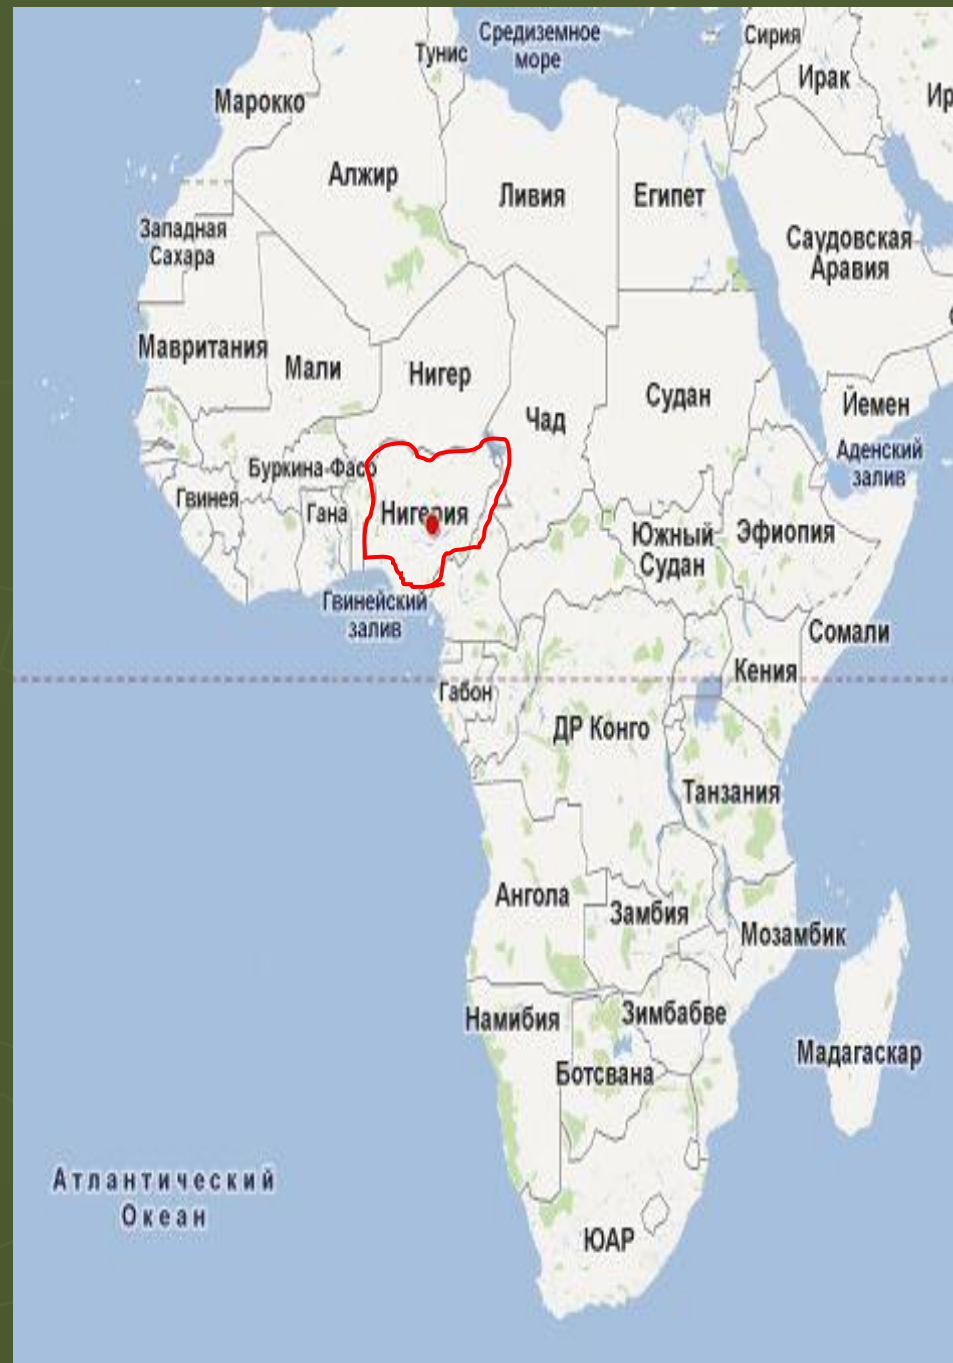 Средиземное
море
Сирия
Тунис
Ирак
Ир
Марокко
Алжир
Ливия
Египет
Западная
Сахара
Саудовская
Аравия
Мавритания
Мали
Нигер
Чад
Судан
Йемен
Аденский
залив
Буркина-Фасо
Гвинея
Гана
Нигерия
Южный
Судан
Эфиопия
Гвинейский
залив
Сомали
Кения
Габон
ДР Конго
Танзания
Ангола
Замбия
Мозамбик
Намибия
Зимбабве
Мадагаскар
Ботсвана
Атлантический
Океан
ЮАР